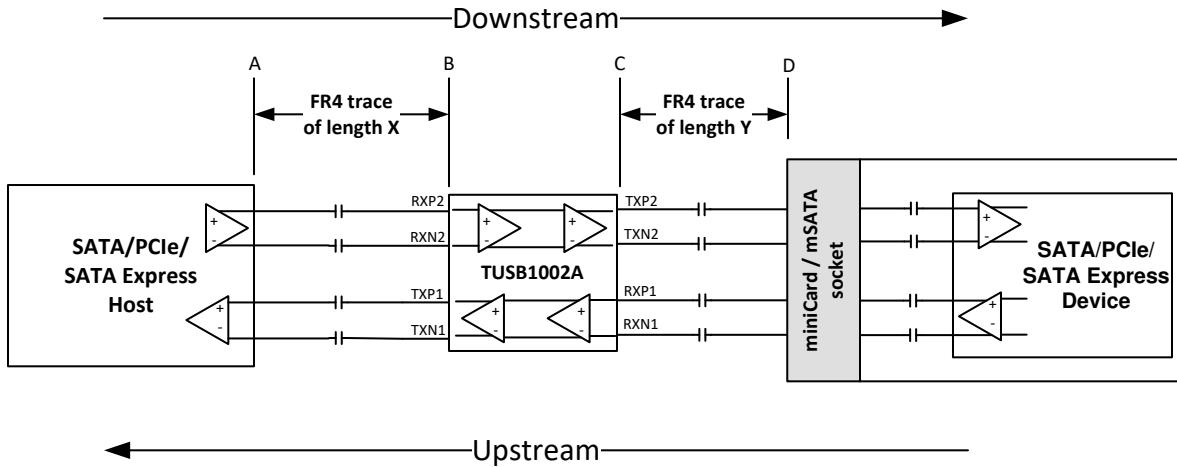 Downstream
A
B
C
D
FR4 trace
of length X
FR4 trace
of length Y
SATA/PCIe/
SATA Express
Host
+
-
+
-
RXP2
RXN2
TXP1
TXN1
+
-
+
-
TUSB1002A
+
-
+
-
TXP2
TXN2
RXP1
RXN1
miniCard / mSATA
socket
+
-
+
-
SATA/PCIe/
SATA Express
Device
Upstream